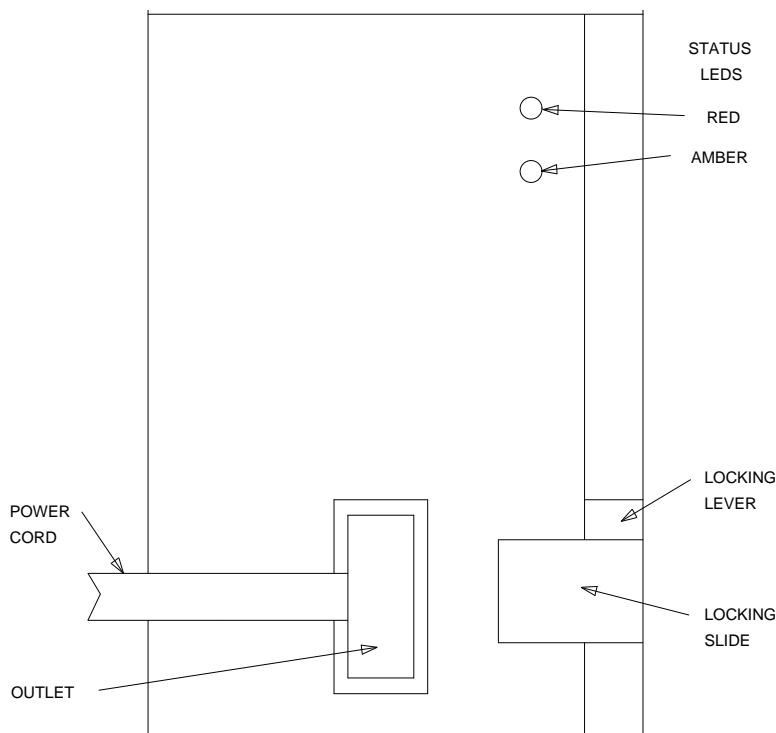 STATUS
LEDS
RED
AMBER
LOCKING
LEVER
POWER
CORD
LOCKING
SLIDE
OUTLET